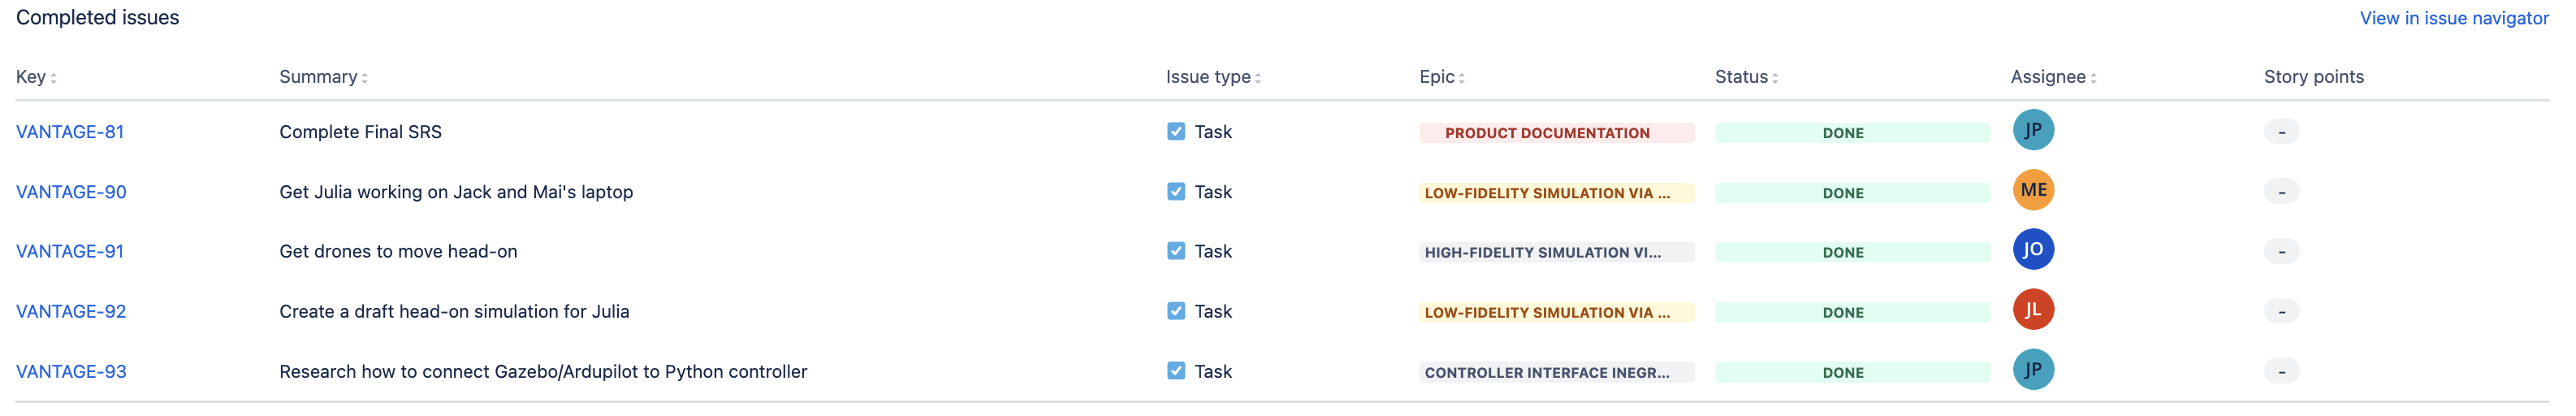 Completed issues View in issue navigator
Key Summary Issue type Epic Status Assignee Story points
VANTAGE-81 Complete Final SRS Task PRODUCT DOCUMENTATION DONE JP -
VANTAGE-90 Get Julia working on Jack and Mai's laptop Task LOW-FIDELITY SIMULATION VIA ... DONE ME -
VANTAGE-91 Get drones to move head-on Task HIGH-FIDELITY SIMULATION VI... DONE JO -
VANTAGE-92 Create a draft head-on simulation for Julia Task LOW-FIDELITY SIMULATION VIA ... DONE JL -
VANTAGE-93 Research how to connect Gazebo/Ardupilot to Python controller Task CONTROLLER INTERFACE INEGR... DONE JP -